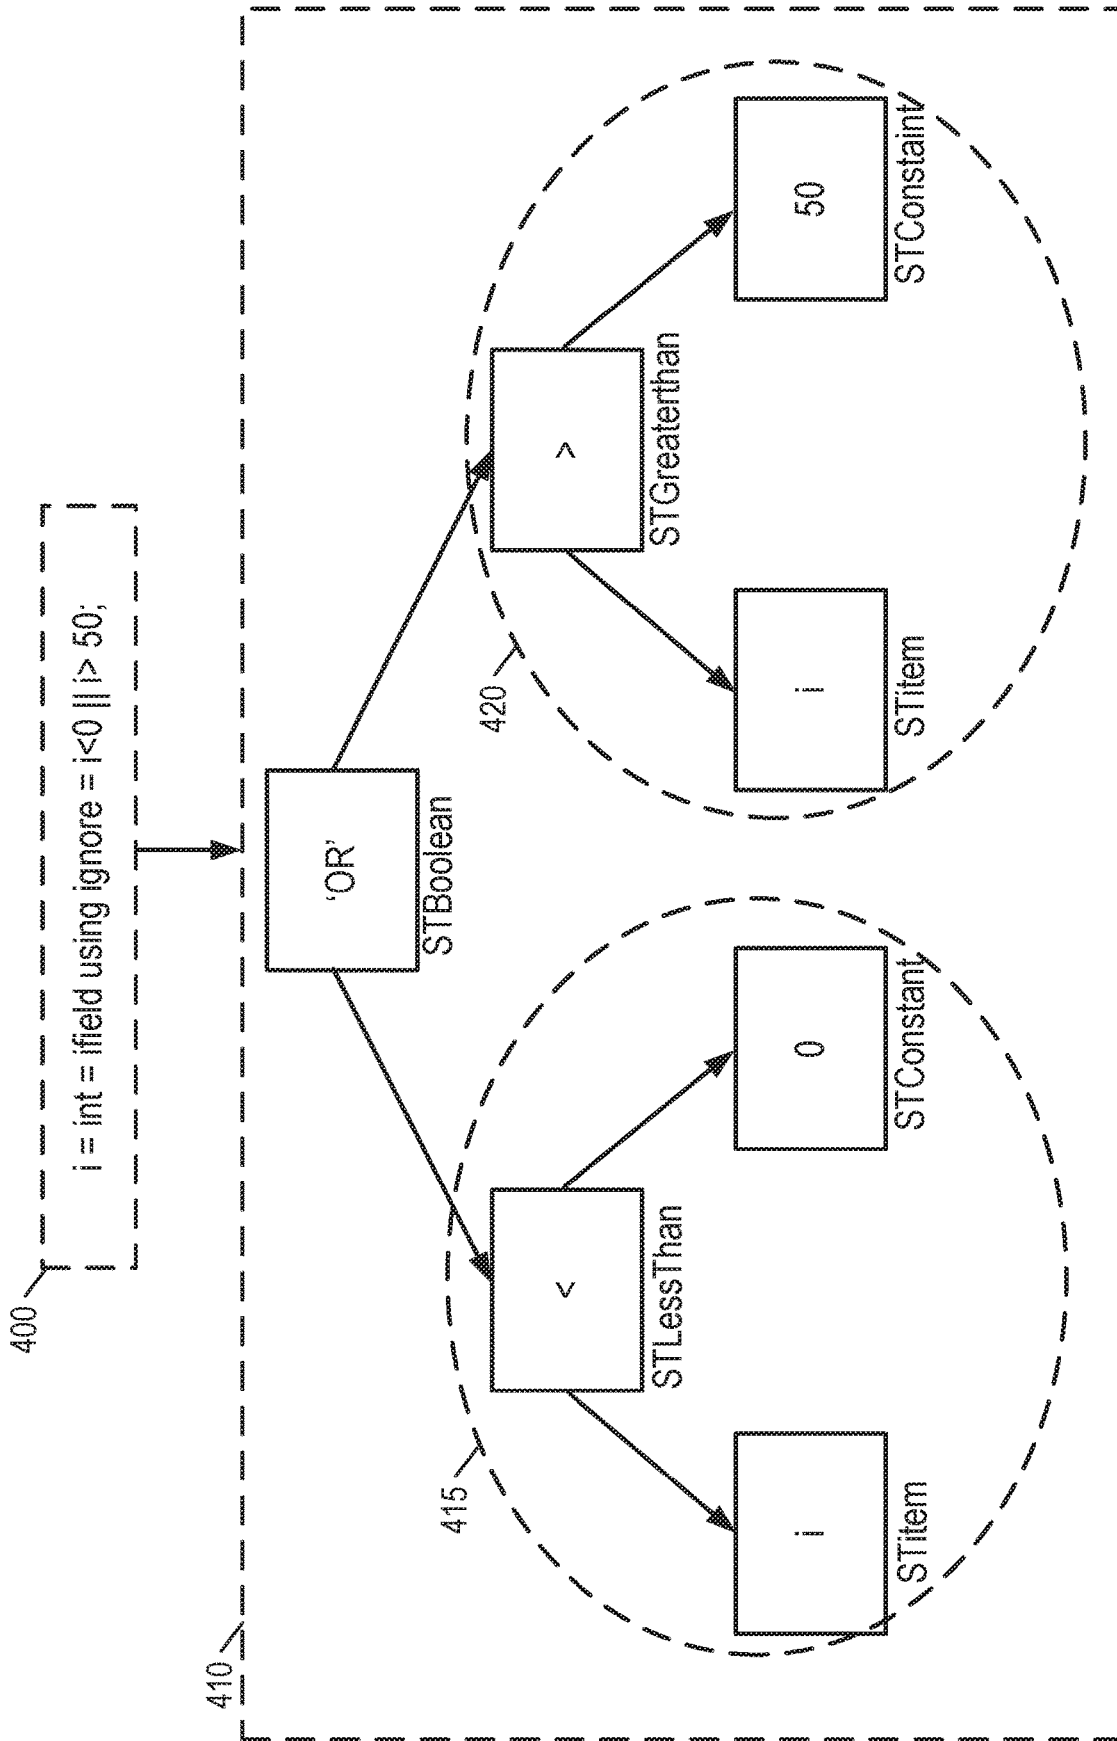 400
i = int = ifield using ignore = i<0 || i> 50;
410
'OR'
STBoolean
415
<
STLessThan
420
>
STGreaterthan
i
STitem
0
STConstant
i
STitem
50
STConstaint